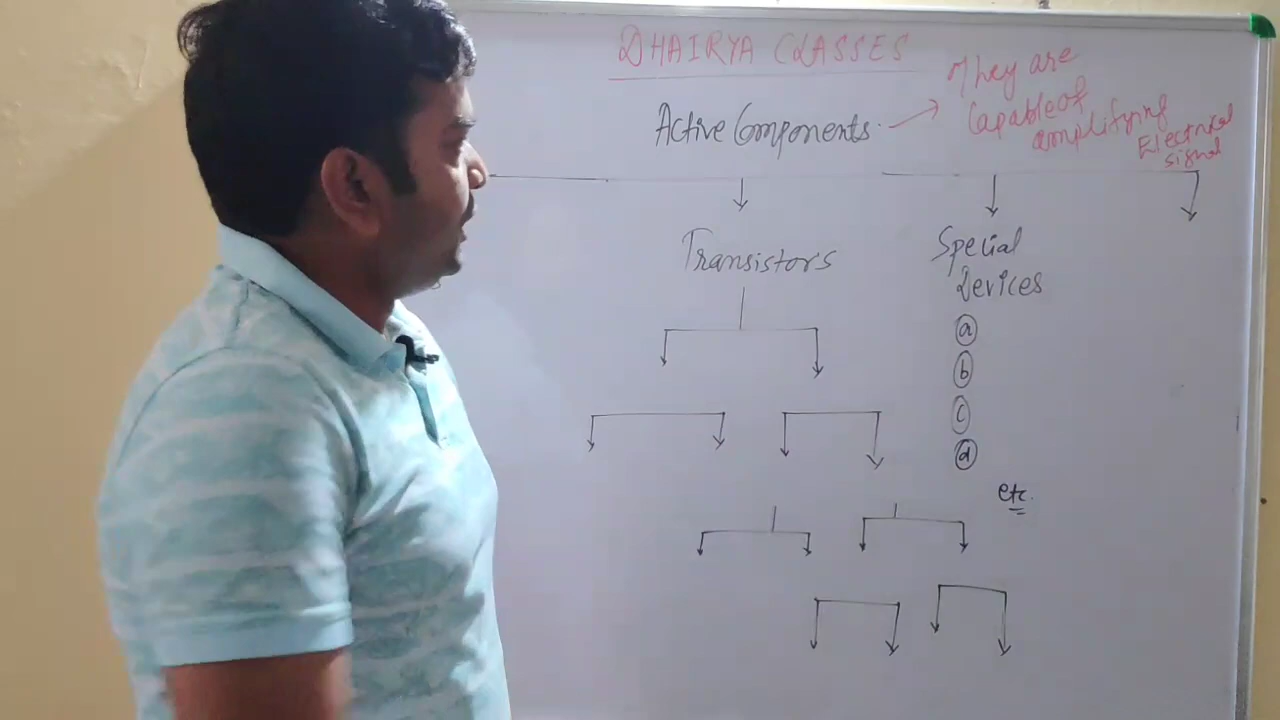 DHAIRYA CLASSES
Active Components
They are
Capable of
amplifying
Electrical
signal
Transistors
Special
Devices
a
b
c
d
etc.